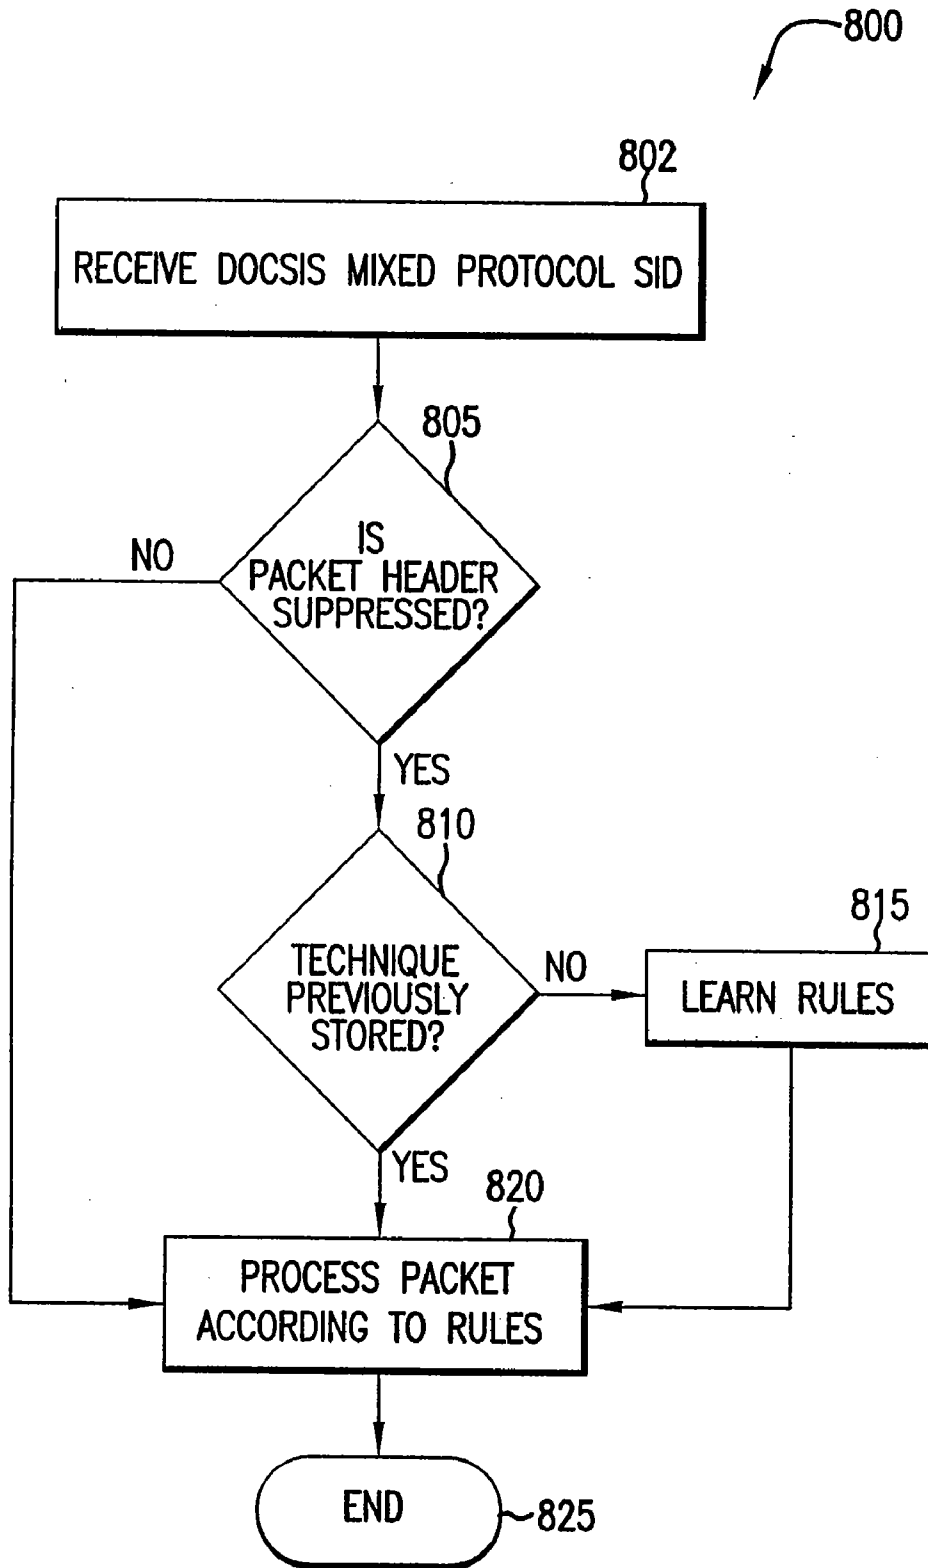 800
802
RECEIVE DOCSIS MIXED PROTOCOL SID
805
IS
PACKET HEADER
SUPPRESSED?
NO
YES
810
TECHNIQUE
PREVIOUSLY
STORED?
NO
815
LEARN RULES
YES
820
PROCESS PACKET
ACCORDING TO RULES
END
825